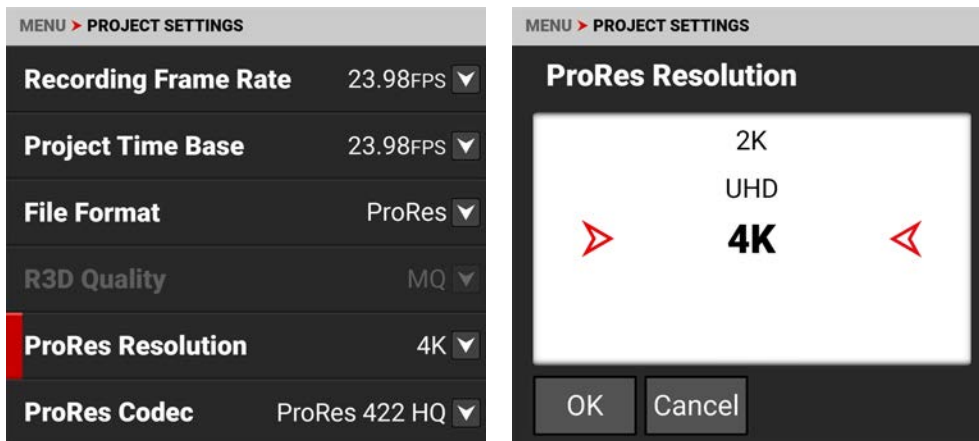 MENU > PROJECT SETTINGS
Recording Frame Rate 23.98FPS
Project Time Base 23.98FPS
File Format ProRes
R3D Quality MQ
ProRes Resolution 4K
ProRes Codec ProRes 422 HQ
MENU > PROJECT SETTINGS
ProRes Resolution
2K
UHD
4K
OK Cancel